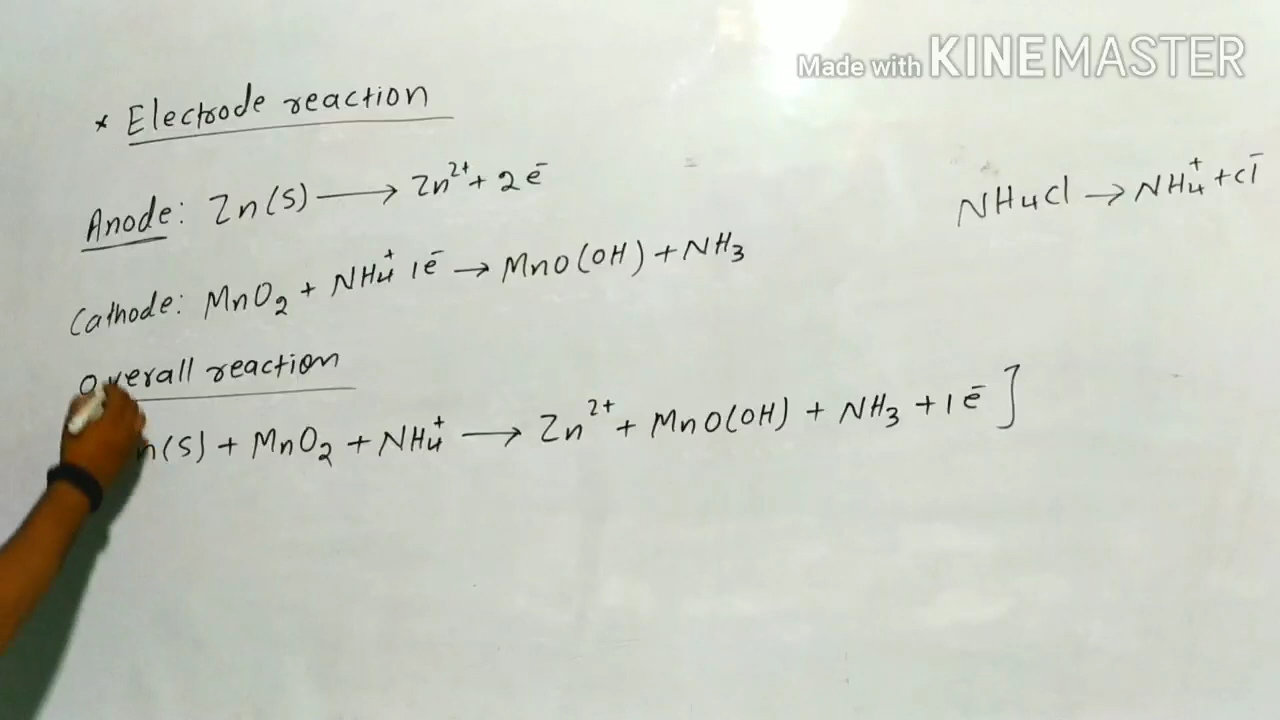 Made with KINEMASTER
* Electrode reaction
Anode: Zn(s) ⟶ Zn²⁺ + 2e⁻
NH₄Cl → NH₄⁺ + Cl⁻
Cathode: MnO₂ + NH₄⁺ 1e⁻ → MnO(OH) + NH₃
Overall reaction
n(s) + MnO₂ + NH₄⁺ ⟶ Zn²⁺ + MnO(OH) + NH₃ + 1e⁻ ]